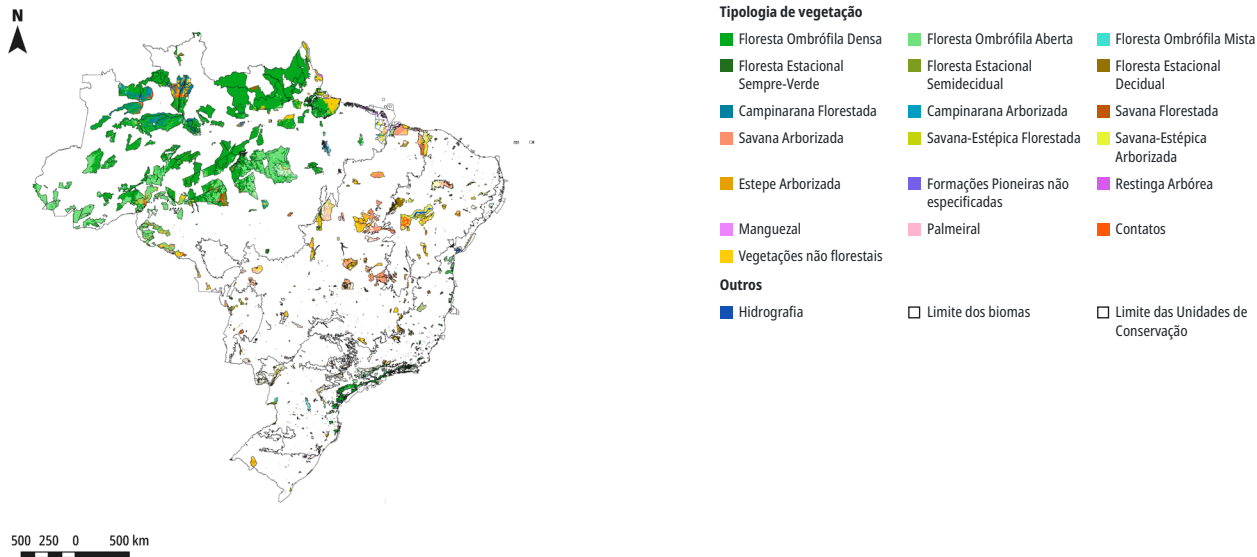 N
Tipologia de vegetação
Floresta Ombrófila Densa
Floresta Ombrófila Aberta
Floresta Ombrófila Mista
Floresta Estacional
Sempre-Verde
Floresta Estacional
Semidecidual
Floresta Estacional
Decidual
Campinarana Florestada
Campinarana Arborizada
Savana Florestada
Savana Arborizada
Savana-Estépica Florestada
Savana-Estépica
Arborizada
Estepe Arborizada
Formações Pioneiras não
especificadas
Restinga Arbórea
Manguezal
Palmeiral
Contatos
Vegetações não florestais
Outros
Hidrografia
Limite dos biomas
Limite das Unidades de
Conservação
500 250 0 500 km